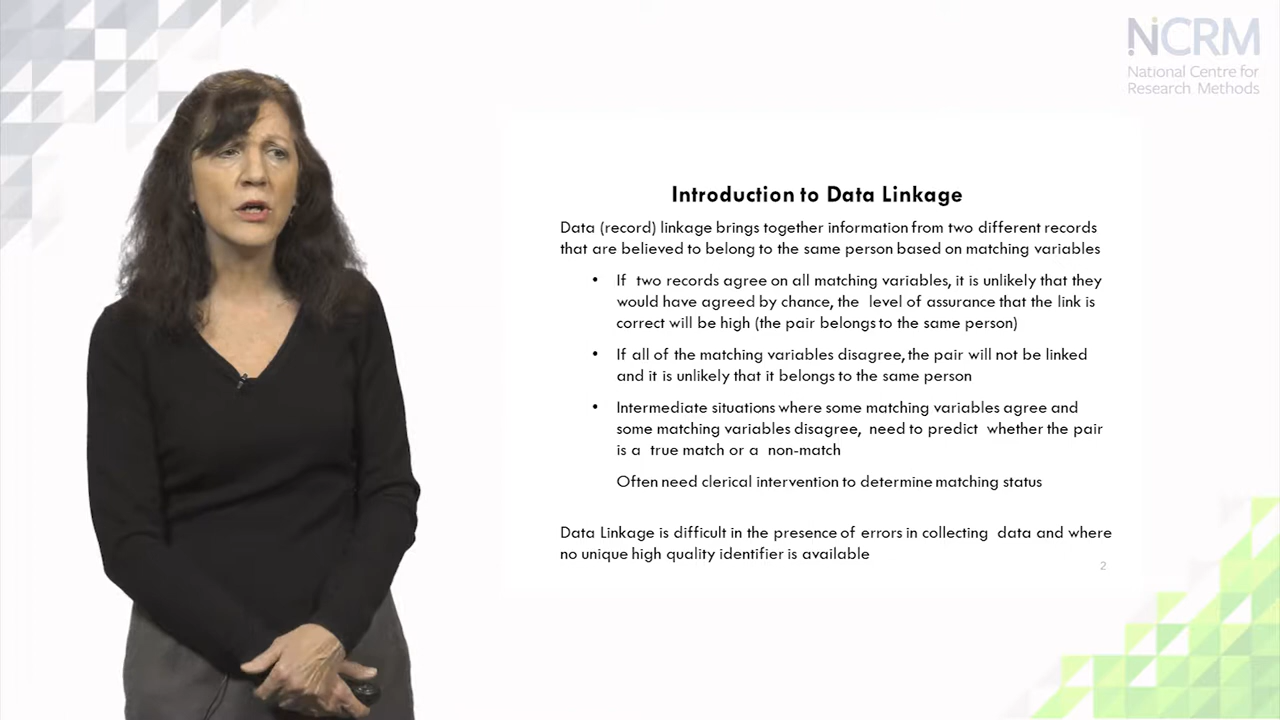 NCRM
National Centre for
Research Methods
Introduction to Data Linkage
Data (record) linkage brings together information from two different records
that are believed to belong to the same person based on matching variables
• If two records agree on all matching variables, it is unlikely that they
would have agreed by chance, the level of assurance that the link is
correct will be high (the pair belongs to the same person)
• If all of the matching variables disagree, the pair will not be linked
and it is unlikely that it belongs to the same person
• Intermediate situations where some matching variables agree and
some matching variables disagree, need to predict whether the pair
is a true match or a non-match
Often need clerical intervention to determine matching status
Data Linkage is difficult in the presence of errors in collecting data and where
no unique high quality identifier is available
2